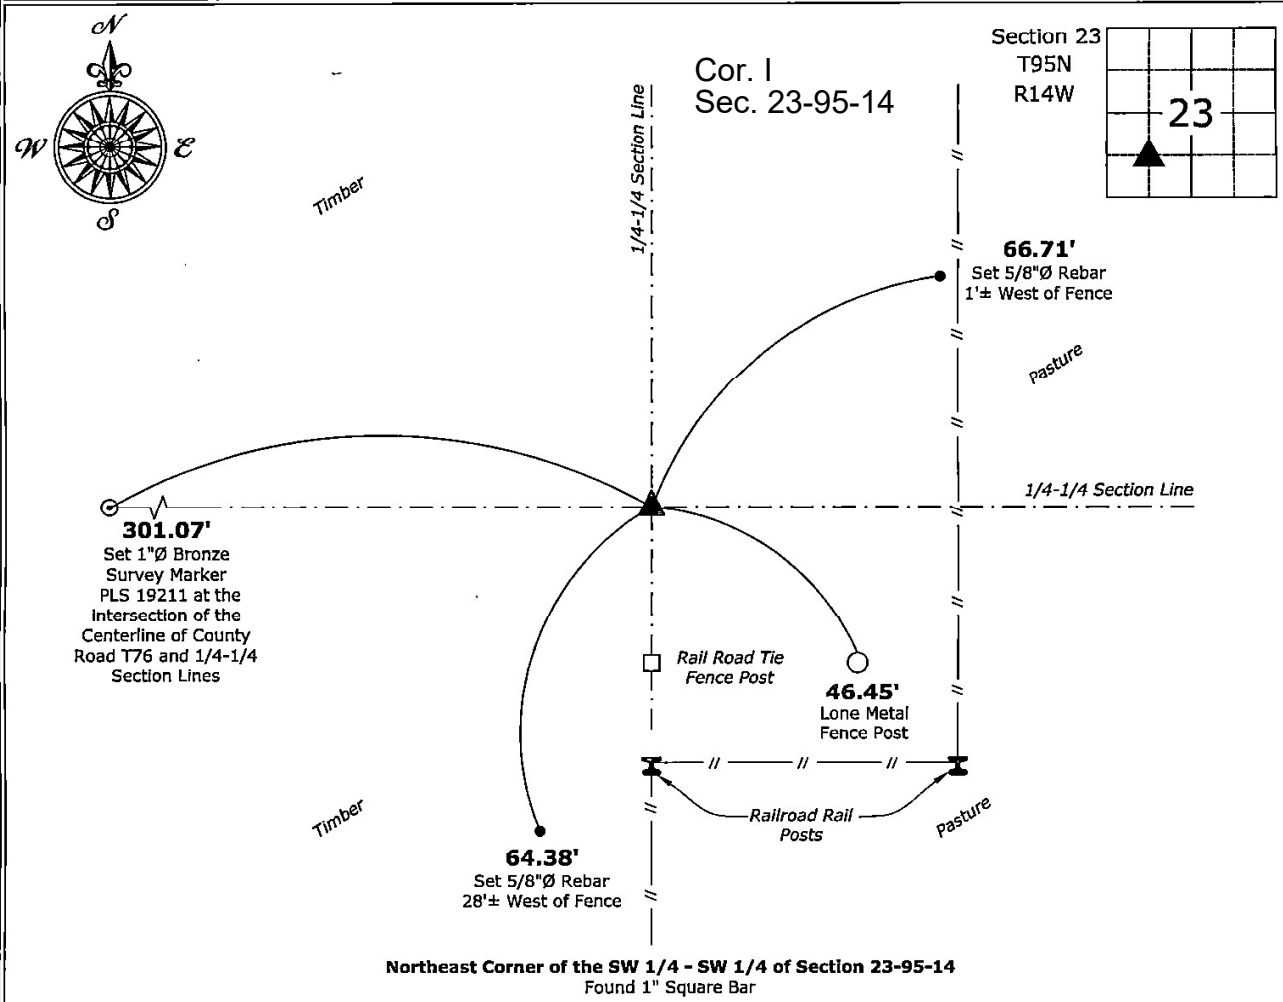 N
W
E
S
Cor. I
Sec. 23-95-14
Section 23
T95N
R14W
23
Timber
1/4-1/4 Section Line
66.71'
Set 5/8"Ø Rebar
1'± West of Fence
Pasture
1/4-1/4 Section Line
301.07'
Set 1"Ø Bronze
Survey Marker
PLS 19211 at the
Intersection of the
Centerline of County
Road T76 and 1/4-1/4
Section Lines
Rail Road Tie
Fence Post
46.45'
Lone Metal
Fence Post
Railroad Rail
Posts
Pasture
Timber
64.38'
Set 5/8"Ø Rebar
28'± West of Fence
Northeast Corner of the SW 1/4 - SW 1/4 of Section 23-95-14
Found 1" Square Bar